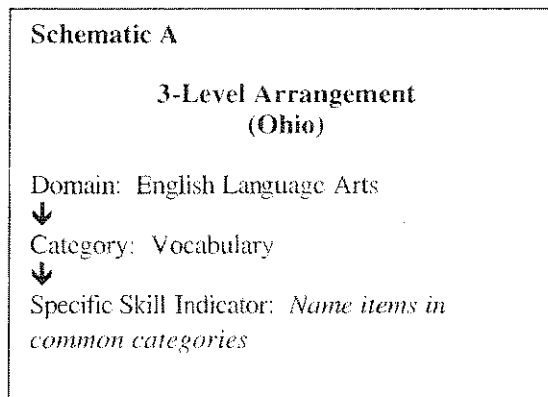 Schematic A
3-Level Arrangement
(Ohio)
Domain: English Language Arts
↓
Category: Vocabulary
↓
Specific Skill Indicator: Name items in
common categories